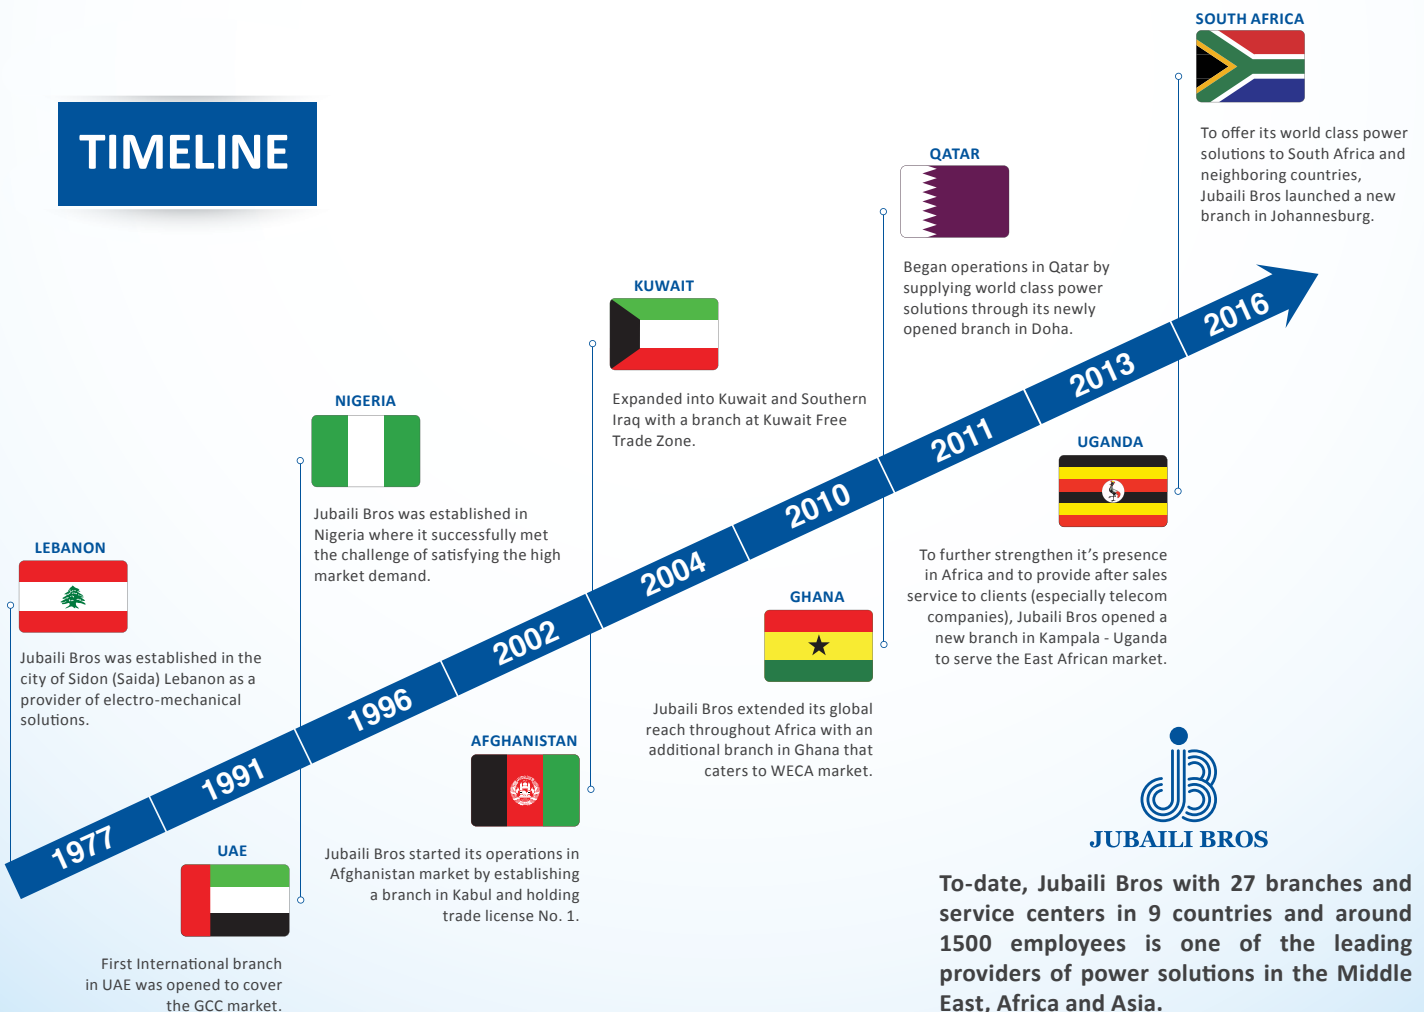 TIMELINE
LEBANON
Jubaili Bros was established in the
city of Sidon (Saida) Lebanon as a
provider of electro-mechanical
solutions.
1977
UAE
First International branch
in UAE was opened to cover
the GCC market.
1991
NIGERIA
Jubaili Bros was established in
Nigeria where it successfully met
the challenge of satisfying the high
market demand.
1996
AFGHANISTAN
Jubaili Bros started its operations in
Afghanistan market by establishing
a branch in Kabul and holding
trade license No. 1.
2002
KUWAIT
Expanded into Kuwait and Southern
Iraq with a branch at Kuwait Free
Trade Zone.
2004
GHANA
Jubaili Bros extended its global
reach throughout Africa with an
additional branch in Ghana that
caters to WECA market.
2010
QATAR
Began operations in Qatar by
supplying world class power
solutions through its newly
opened branch in Doha.
2011
UGANDA
To further strengthen it's presence
in Africa and to provide after sales
service to clients (especially telecom
companies), Jubaili Bros opened a
new branch in Kampala - Uganda
to serve the East African market.
2013
SOUTH AFRICA
To offer its world class power
solutions to South Africa and
neighboring countries,
Jubaili Bros launched a new
branch in Johannesburg.
2016
JUBAILI BROS
To-date, Jubaili Bros with 27 branches and
service centers in 9 countries and around
1500 employees is one of the leading
providers of power solutions in the Middle
East, Africa and Asia.